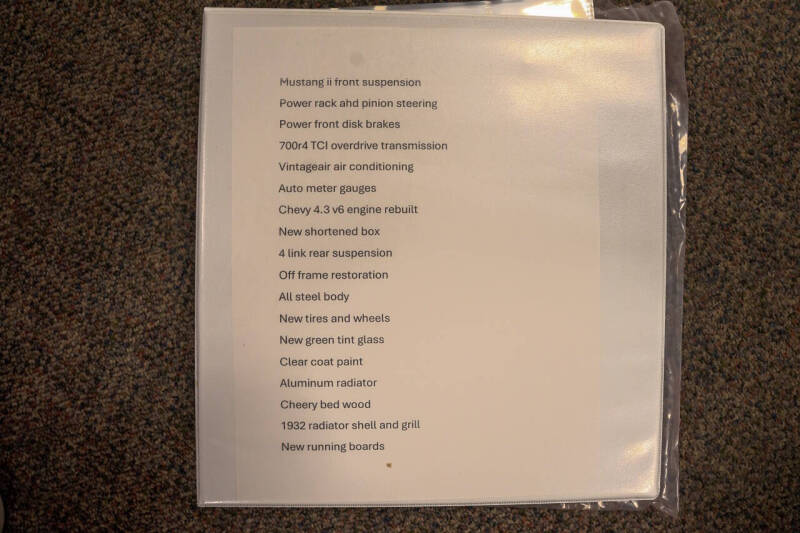 Mustang ii front suspension
Power rack ahd pinion steering
Power front disk brakes
700r4 TCI overdrive transmission
Vintageair air conditioning
Auto meter gauges
Chevy 4.3 v6 engine rebuilt
New shortened box
4 link rear suspension
Off frame restoration
All steel body
New tires and wheels
New green tint glass
Clear coat paint
Aluminum radiator
Cheery bed wood
1932 radiator shell and grill
New running boards